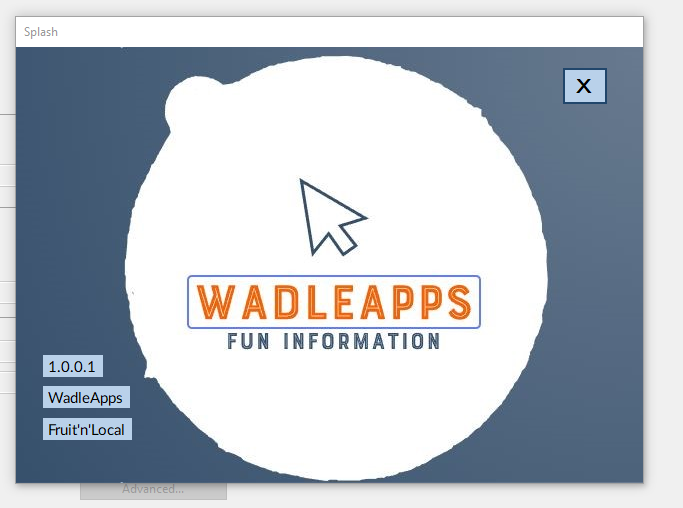 Splash
X
WADLEAPPS
FUN INFORMATION
1.0.0.1
WadleApps
Fruit'n'Local
Advanced...